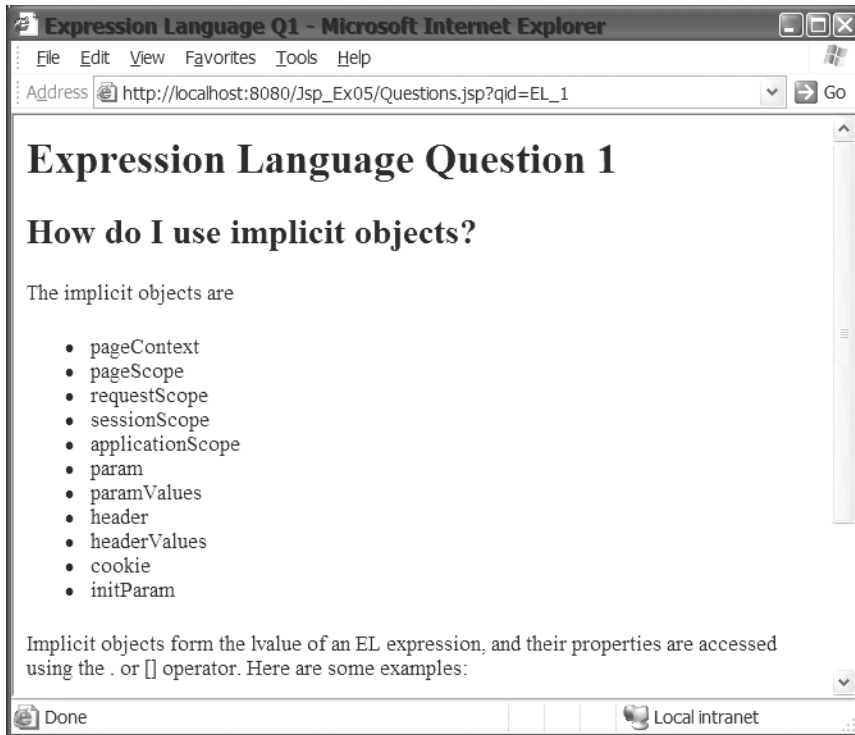 Expression Language Q1 - Microsoft Internet Explorer
File Edit View Favorites Tools Help
Address http://localhost:8080/Jsp_Ex05/Questions.jsp?qid=EL_1 Go
Expression Language Question 1
How do I use implicit objects?
The implicit objects are
• pageContext
• pageScope
• requestScope
• sessionScope
• applicationScope
• param
• paramValues
• header
• headerValues
• cookie
• initParam
Implicit objects form the lvalue of an EL expression, and their properties are accessed
using the . or [] operator. Here are some examples:
Done Local intranet